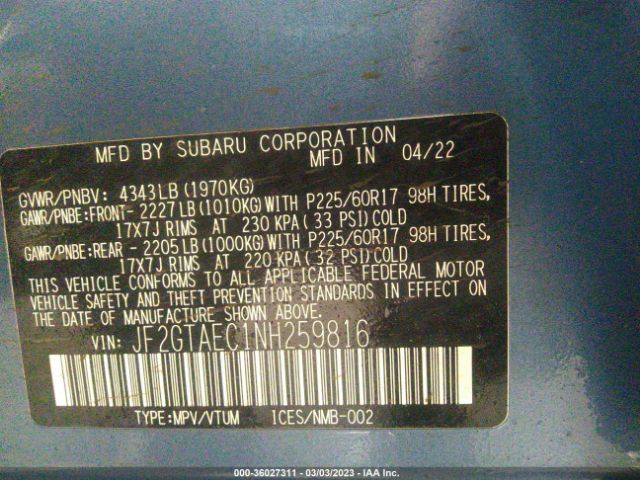 MFD BY SUBARU CORPORATION
MFD IN 04/22
GVWR/PNBV: 4343LB(1970KG)
GAWR/PNBE:FRONT- 2227LB(1010KG)WITH P225/60R17 98H TIRES,
17X7J RIMS AT 230 KPA(33 PSI)COLD
GAWR/PNBE:REAR - 2205LB(1000KG)WITH P225/60R17 98H TIRES,
17X7J RIMS AT 220 KPA(32 PSI)COLD
THIS VEHICLE CONFORMS TO ALL APPLICABLE FEDERAL MOTOR
VEHICLE SAFETY AND THEFT PREVENTION STANDARDS IN EFFECT ON
THE DATE OF MANUFACTURE SHOWN ABOVE.
VIN: JF2GTAEC1NH259816
TYPE:MPV/VTUM ICES/NMB-002
000-36027311 - 03/03/2023 - IAA Inc.